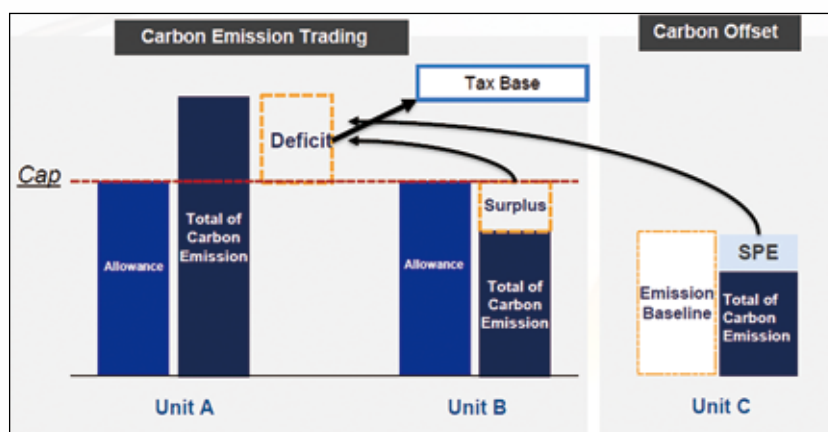 Carbon Emission Trading
Carbon Offset
Tax Base
Deficit
Cap
Surplus
Allowance
Total of
Carbon
Emission
Allowance
Total of
Carbon
Emission
Emission
Baseline
SPE
Total of
Carbon
Emission
Unit A
Unit B
Unit C